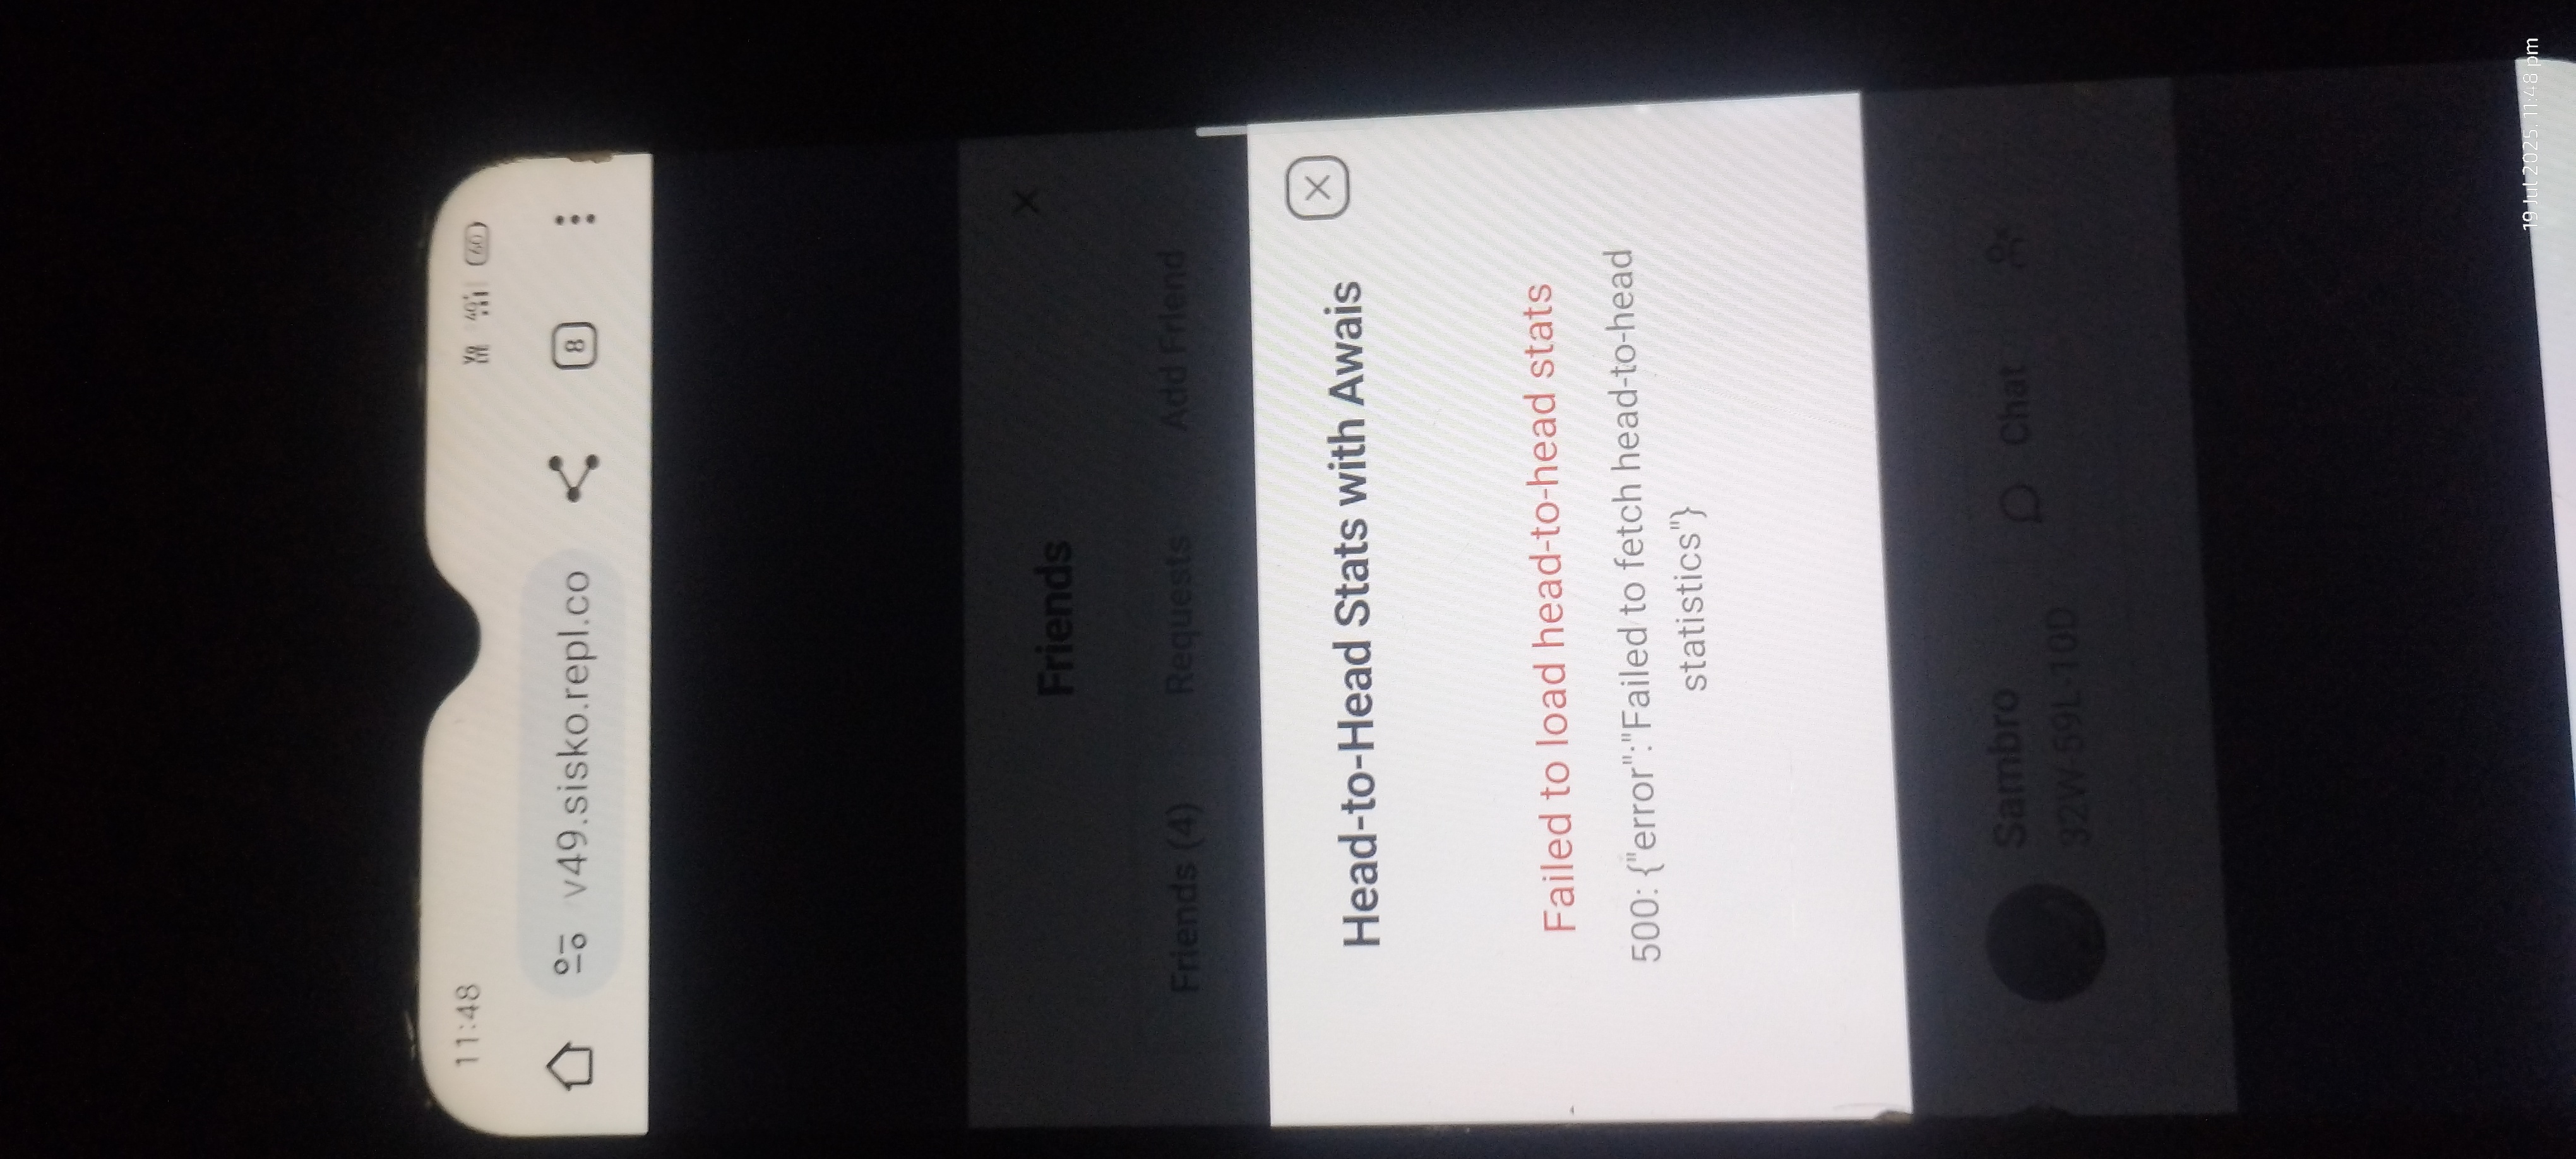 11:48
60
v49.sisko.repl.co
8
Friends
Friends (4) Requests Add Friend
Head-to-Head Stats with Awais
Failed to load head-to-head stats
500: {"error":"Failed to fetch head-to-head
statistics"}
Sambro
Chat
32W-59L-10D
19 Jul 2025, 11:48 pm